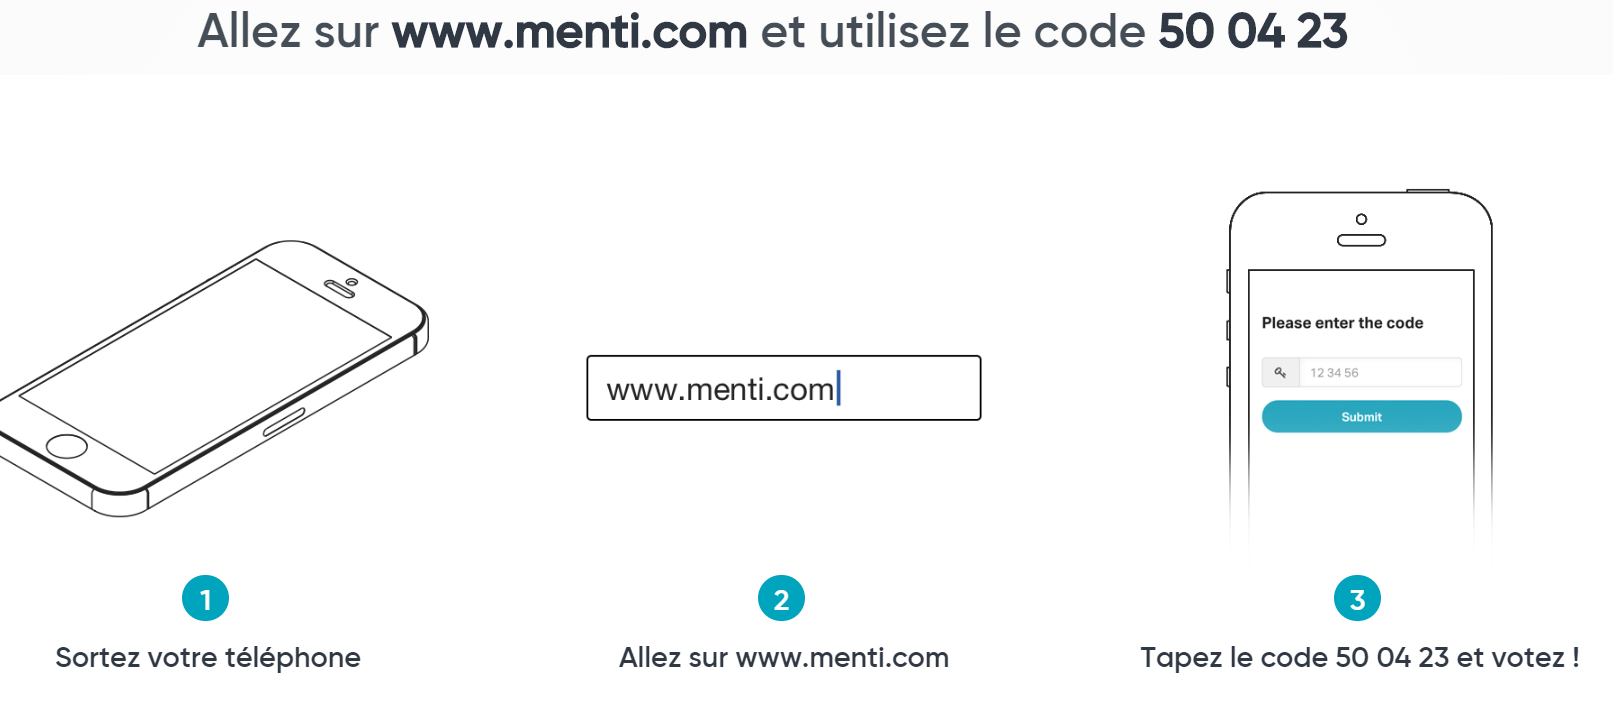 Allez sur www.menti.com et utilisez le code 50 04 23
www.menti.com
Please enter the code
12 34 56
Submit
1
Sortez votre téléphone
2
Allez sur www.menti.com
3
Tapez le code 50 04 23 et votez !